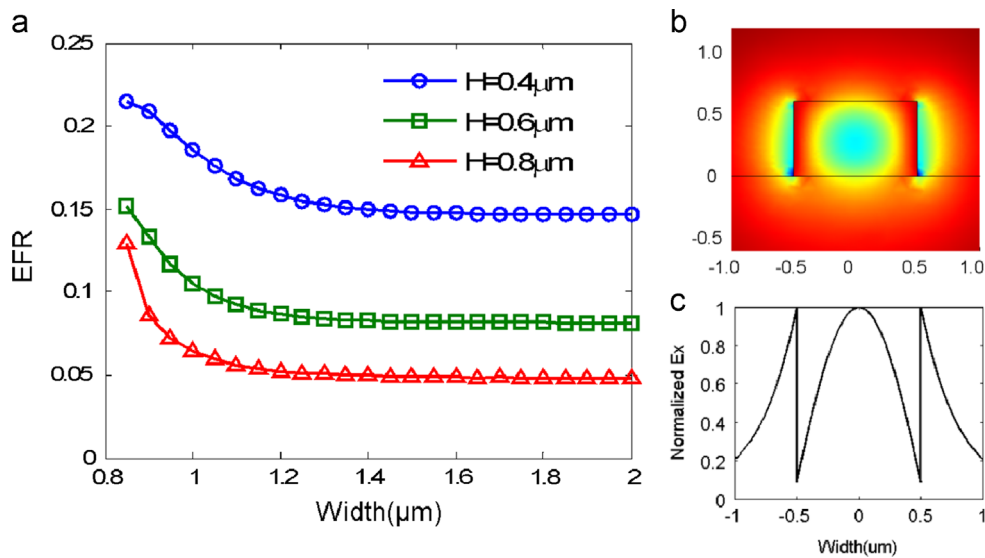 a
EFR
0.25
0.2
0.15
0.1
0.05
0
H=0.4μm
H=0.6μm
H=0.8μm
0.8 1 1.2 1.4 1.6 1.8 2
Width(μm)
b
1.0
0.5
0
-1.0 -0.5 0 0.5 1.0
c
Normalized Ex
1
0.8
0.6
0.4
0.2
0
-1 -0.5 0 0.5 1
Width(um)